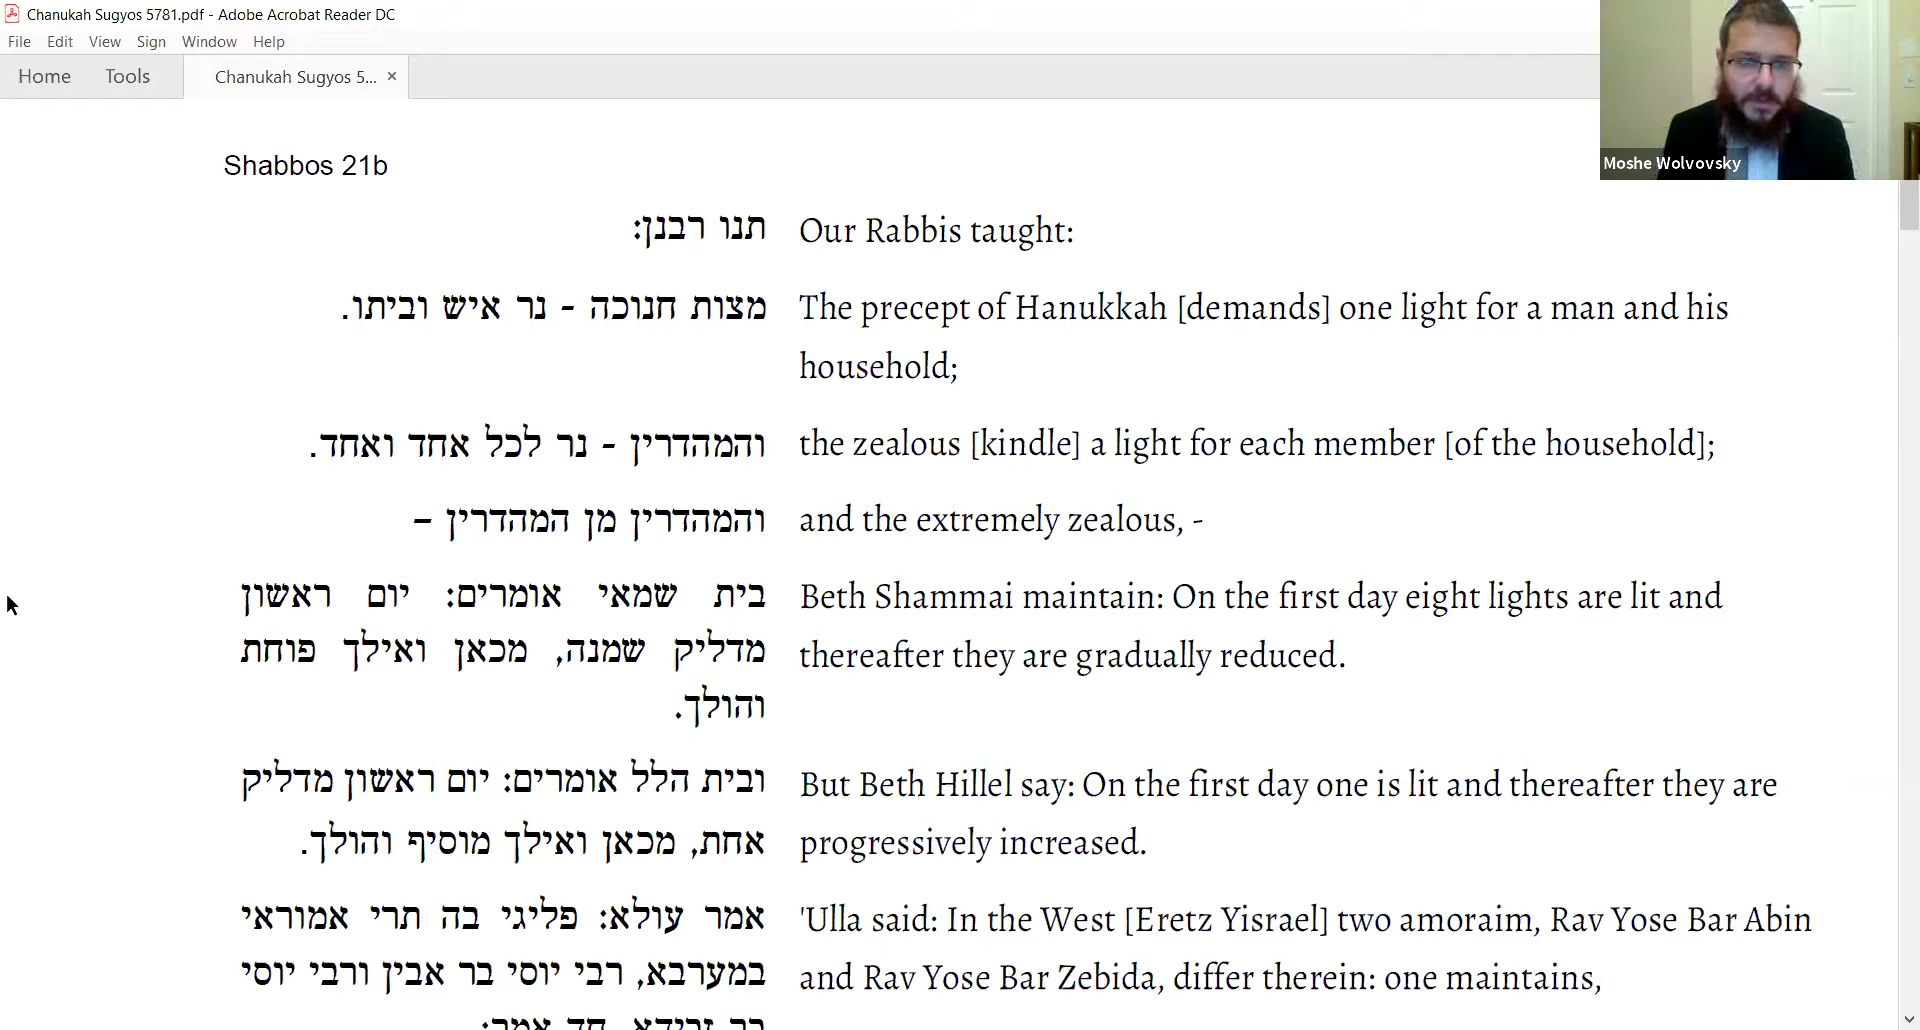 Chanukah Sugyos 5781.pdf - Adobe Acrobat Reader DC
File Edit View Sign Window Help
Home Tools Chanukah Sugyos 5... ×
Moshe Wolvovsky
Shabbos 21b
תנו רבנן:
Our Rabbis taught:
מצות חנוכה - נר איש וביתו.
The precept of Hanukkah [demands] one light for a man and his
household;
והמהדרין - נר לכל אחד ואחד.
the zealous [kindle] a light for each member [of the household];
והמהדרין מן המהדרין –
and the extremely zealous, -
בית שמאי אומרים: יום ראשון
מדליק שמנה, מכאן ואילך פוחת
והולך.
Beth Shammai maintain: On the first day eight lights are lit and
thereafter they are gradually reduced.
ובית הלל אומרים: יום ראשון מדליק
אחת, מכאן ואילך מוסיף והולך.
But Beth Hillel say: On the first day one is lit and thereafter they are
progressively increased.
אמר עולא: פליגי בה תרי אמוראי
במערבא, רבי יוסי בר אבין ורבי יוסי
בר זבידא, חד אמר:
'Ulla said: In the West [Eretz Yisrael] two amoraim, Rav Yose Bar Abin
and Rav Yose Bar Zebida, differ therein: one maintains,